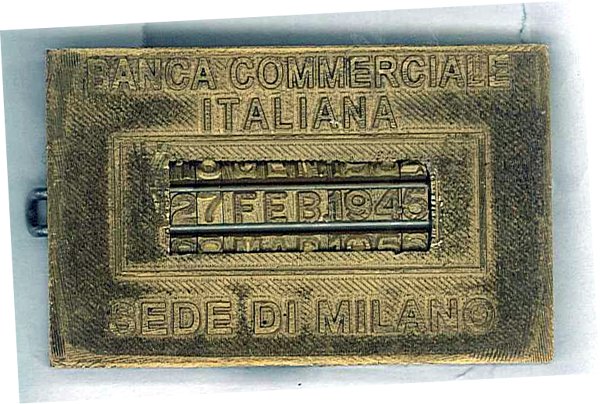 BANCA COMMERCIALE
ITALIANA
27 FEB.1945
SEDE DI MILANO